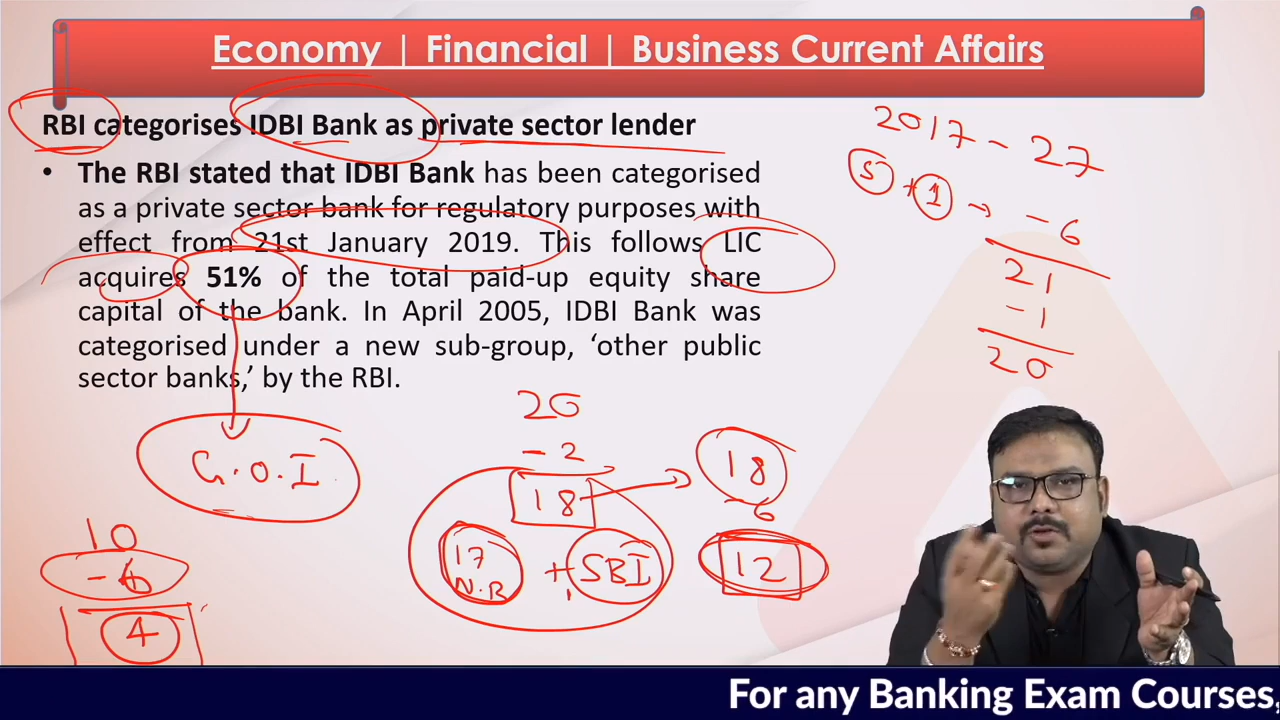 Economy | Financial | Business Current Affairs
RBI categorises IDBI Bank as private sector lender
• The RBI stated that IDBI Bank has been categorised
as a private sector bank for regulatory purposes with
effect from 21st January 2019. This follows LIC
acquires 51% of the total paid-up equity share
capital of the bank. In April 2005, IDBI Bank was
categorised under a new sub-group, ‘other public
sector banks,’ by the RBI.
2017 - 27
5 + 1 → - 6
21
- 1
20
G.O.I
10
- 6
4
20
- 2
18 → 18
- 6
17 N.B + SBI
12
For any Banking Exam Courses,